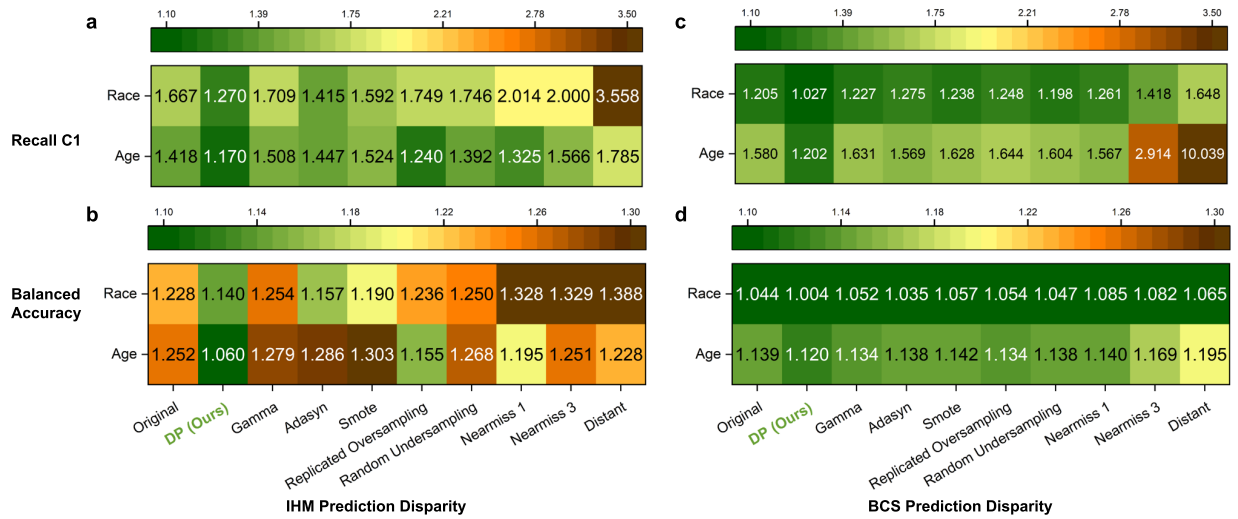 a
1.10 1.39 1.75 2.21 2.78 3.50
Recall C1
Race 1.667 1.270 1.709 1.415 1.592 1.749 1.746 2.014 2.000 3.558
Age 1.418 1.170 1.508 1.447 1.524 1.240 1.392 1.325 1.566 1.785
c
1.10 1.39 1.75 2.21 2.78 3.50
Race 1.205 1.027 1.227 1.275 1.238 1.248 1.198 1.261 1.418 1.648
Age 1.580 1.202 1.631 1.569 1.628 1.644 1.604 1.567 2.914 10.039
b
1.10 1.14 1.18 1.22 1.26 1.30
Balanced
Accuracy
Race 1.228 1.140 1.254 1.157 1.190 1.236 1.250 1.328 1.329 1.388
Age 1.252 1.060 1.279 1.286 1.303 1.155 1.268 1.195 1.251 1.228
Original
DP (Ours)
Gamma
Adasyn
Smote
Replicated Oversampling
Random Undersampling
Nearmiss 1
Nearmiss 3
Distant
IHM Prediction Disparity
d
1.10 1.14 1.18 1.22 1.26 1.30
Race 1.044 1.004 1.052 1.035 1.057 1.054 1.047 1.085 1.082 1.065
Age 1.139 1.120 1.134 1.138 1.142 1.134 1.138 1.140 1.169 1.195
Original
DP (Ours)
Gamma
Adasyn
Smote
Replicated Oversampling
Random Undersampling
Nearmiss 1
Nearmiss 3
Distant
BCS Prediction Disparity